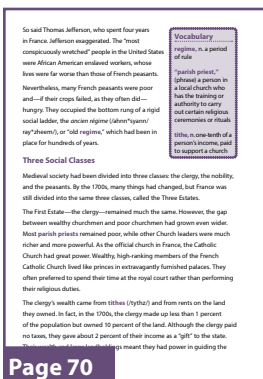 So said Thomas Jefferson, who spent four years
in France. Jefferson exaggerated. The "most
conspicuously wretched" people in the United States
were African American enslaved workers, whose
lives were far worse than those of French peasants.
Nevertheless, many French peasants were poor
and—if their crops failed, as they often did—
hungry. They occupied the bottom rung of a rigid
social ladder, the ancien régime (/ahnn*syann/
ray*zheem/), or "old regime," which had been in
place for hundreds of years.
Vocabulary
regime, n. a period
of rule
"parish priest,"
(phrase) a person in
a local church who
has the training or
authority to carry
out certain religious
ceremonies or rituals
tithe, n. one-tenth of a
person's income, paid
to support a church
Three Social Classes
Medieval society had been divided into three classes: the clergy, the nobility,
and the peasants. By the 1700s, many things had changed, but France was
still divided into the same three classes, called the Three Estates.
The First Estate—the clergy—remained much the same. However, the gap
between wealthy churchmen and poor churchmen had grown even wider.
Most parish priests remained poor, while other Church leaders were much
richer and more powerful. As the official church in France, the Catholic
Church had great power. Wealthy, high-ranking members of the French
Catholic Church lived like princes in extravagantly furnished palaces. They
often preferred to spend their time at the royal court rather than performing
their religious duties.
The clergy's wealth came from tithes (/tythz/) and from rents on the land
they owned. In fact, in the 1700s, the clergy made up less than 1 percent
of the population but owned 10 percent of the land. Although the clergy paid
no taxes, they gave about 2 percent of their income as a "gift" to the state.
meant they had power in guiding the
Page 70